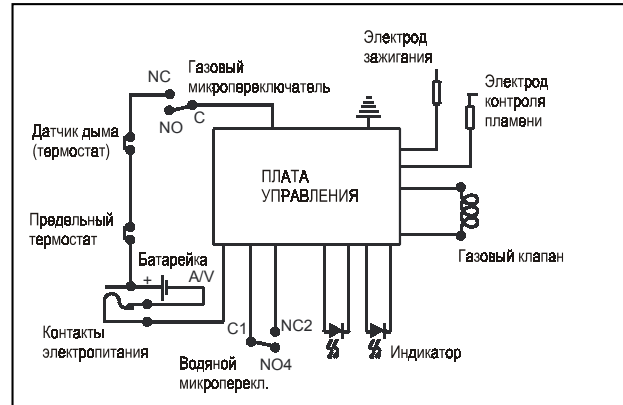 Электрод
зажигания
Электрод
контроля
пламени
Газовый
микропереключатель
NC
NO
C
Датчик дыма
(термостат)
ПЛАТА
УПРАВЛЕНИЯ
Предельный
термостат
Газовый клапан
Батарейка
+
A/V
Контакты
электропитания
C1
NC2
NO4
Водяной
микроперекл.
Индикатор